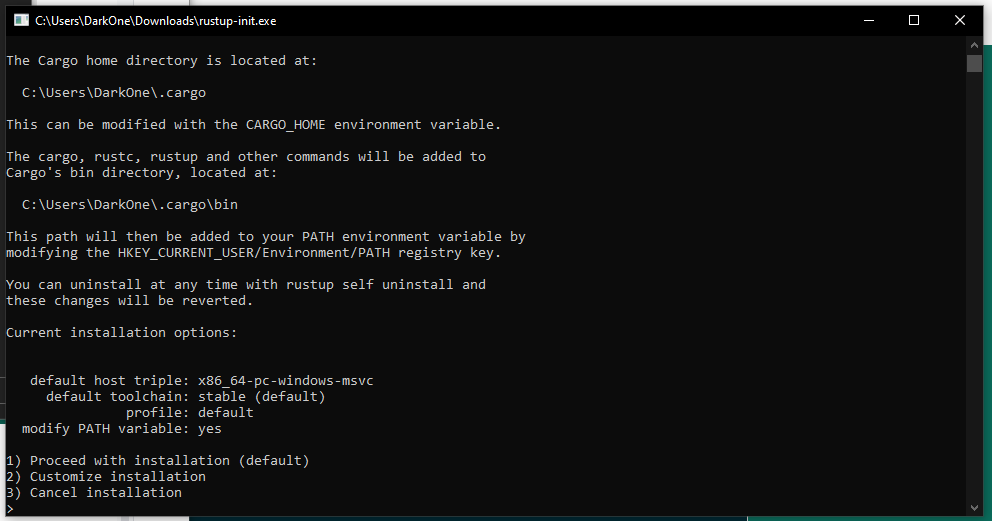 C:\Users\DarkOne\Downloads\rustup-init.exe
The Cargo home directory is located at:
C:\Users\DarkOne\.cargo
This can be modified with the CARGO_HOME environment variable.
The cargo, rustc, rustup and other commands will be added to
Cargo's bin directory, located at:
C:\Users\DarkOne\.cargo\bin
This path will then be added to your PATH environment variable by
modifying the HKEY_CURRENT_USER/Environment/PATH registry key.
You can uninstall at any time with rustup self uninstall and
these changes will be reverted.
Current installation options:
default host triple: x86_64-pc-windows-msvc
default toolchain: stable (default)
profile: default
modify PATH variable: yes
1) Proceed with installation (default)
2) Customize installation
3) Cancel installation
>